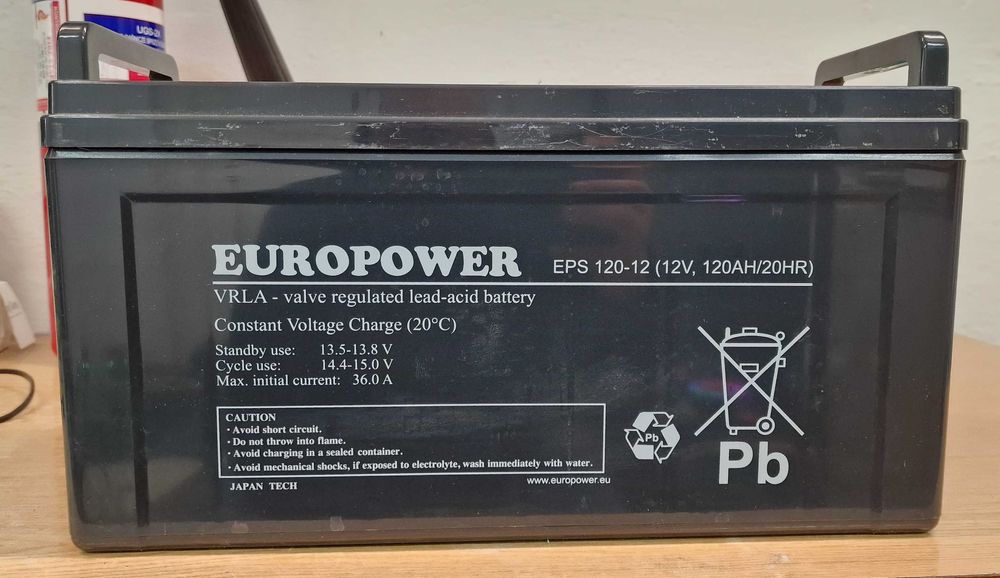 UGS-2X
EUROPOWER
EPS 120-12 (12V, 120AH/20HR)
VRLA - valve regulated lead-acid battery
Constant Voltage Charge (20°C)
Standby use: 13.5-13.8 V
Cycle use: 14.4-15.0 V
Max. initial current: 36.0 A
CAUTION
· Avoid short circuit.
· Do not throw into flame.
· Avoid charging in a sealed container.
· Avoid mechanical shocks, if exposed to electrolyte, wash immediately with water.
JAPAN TECH
www.europower.eu
Pb
Pb